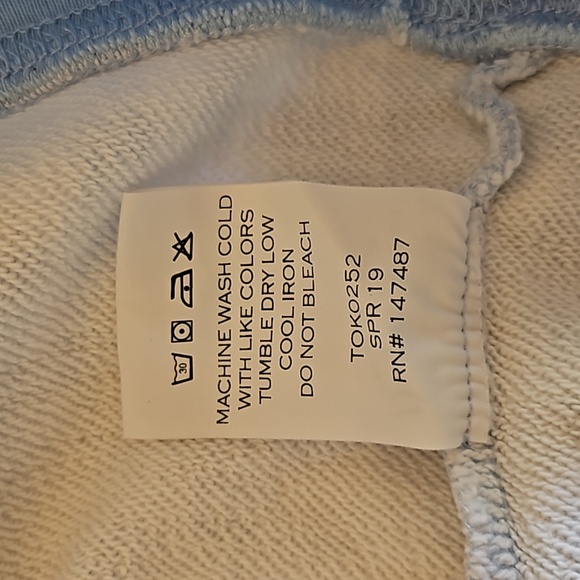 TOK0252
SPR 19
RN# 147487
30
MACHINE WASH COLD
WITH LIKE COLORS
TUMBLE DRY LOW
COOL IRON
DO NOT BLEACH